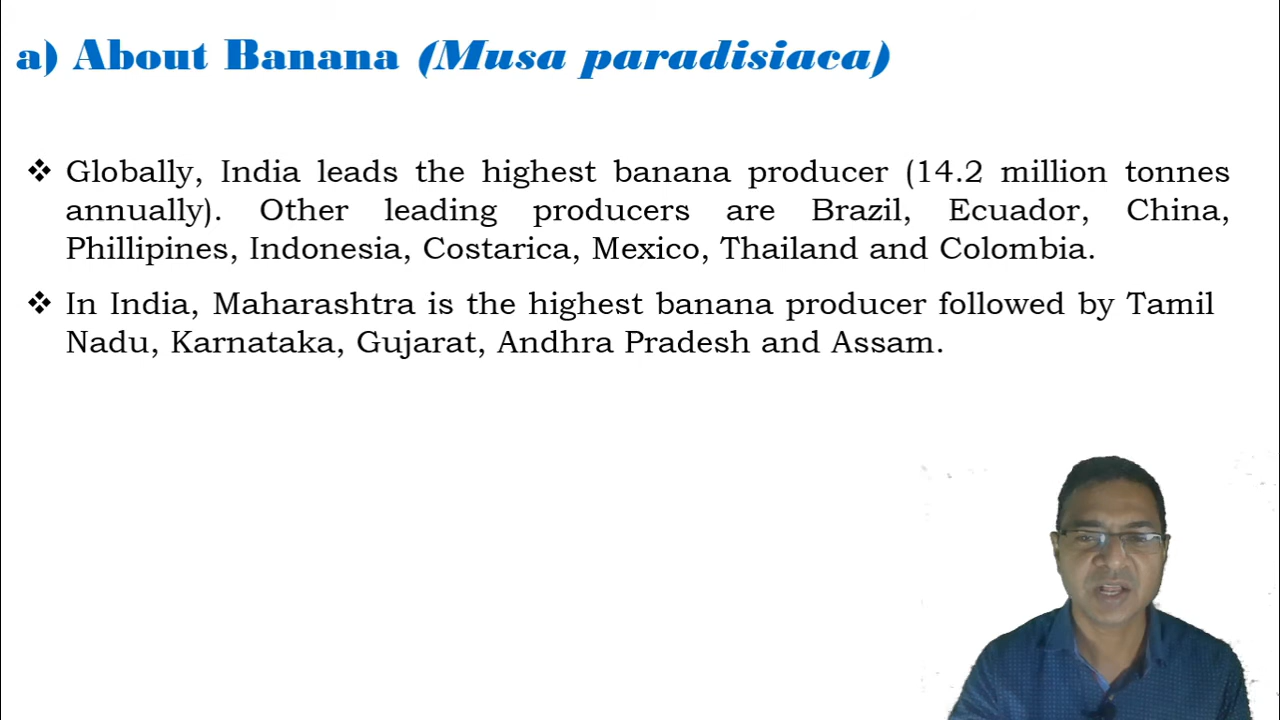 a) About Banana (Musa paradisiaca)
❖ Globally, India leads the highest banana producer (14.2 million tonnes
annually). Other leading producers are Brazil, Ecuador, China,
Phillipines, Indonesia, Costarica, Mexico, Thailand and Colombia.
❖ In India, Maharashtra is the highest banana producer followed by Tamil
Nadu, Karnataka, Gujarat, Andhra Pradesh and Assam.